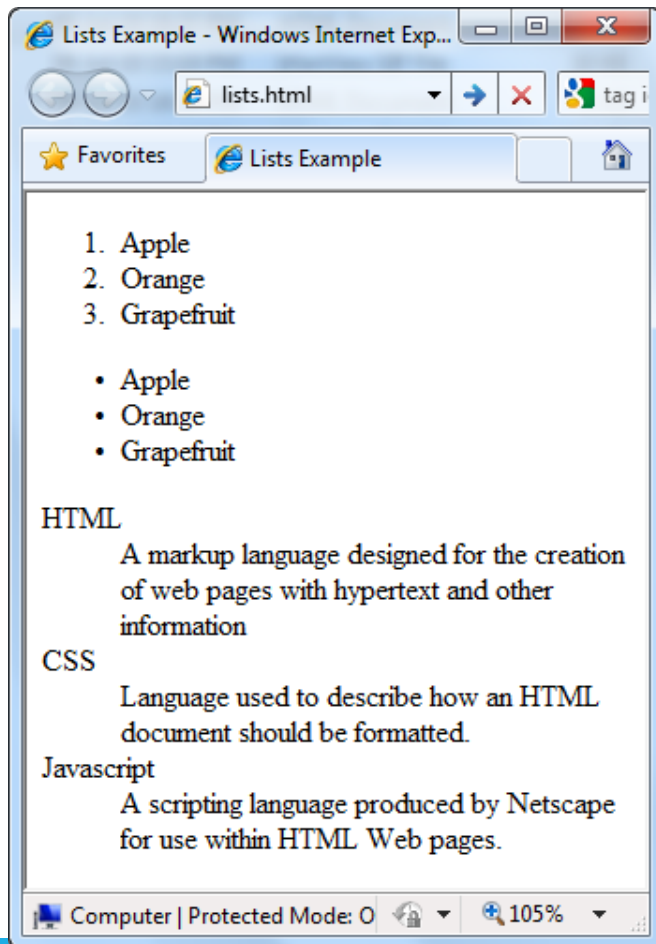 Lists Example - Windows Internet Exp...
lists.html
tag i
Favorites
Lists Example
1. Apple
2. Orange
3. Grapefruit
• Apple
• Orange
• Grapefruit
HTML
A markup language designed for the creation
of web pages with hypertext and other
information
CSS
Language used to describe how an HTML
document should be formatted.
Javascript
A scripting language produced by Netscape
for use within HTML Web pages.
Computer | Protected Mode: O
105%